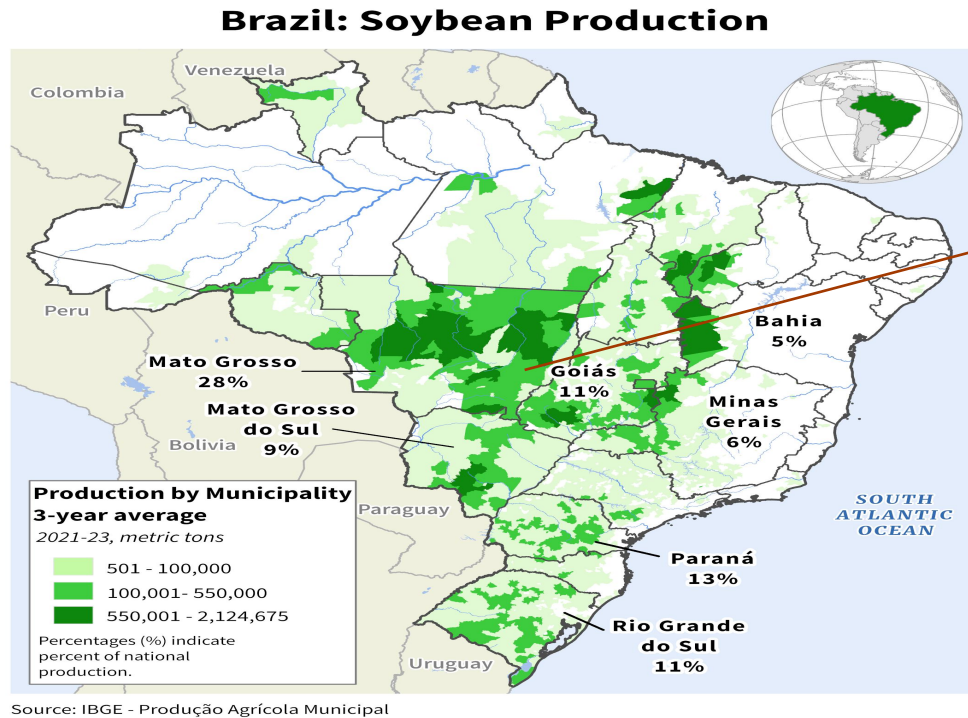 Brazil: Soybean Production
Venezuela
Colombia
Peru
Bahia
5%
Mato Grosso
28%
Goiás
11%
Mato Grosso
do Sul
9%
Minas
Gerais
6%
Bolivia
Production by Municipality
3-year average
2021-23, metric tons
501 - 100,000
100,001- 550,000
550,001 - 2,124,675
Percentages (%) indicate
percent of national
production.
Paraguay
SOUTH
ATLANTIC
OCEAN
Paraná
13%
Rio Grande
do Sul
11%
Uruguay
Source: IBGE - Produção Agrícola Municipal